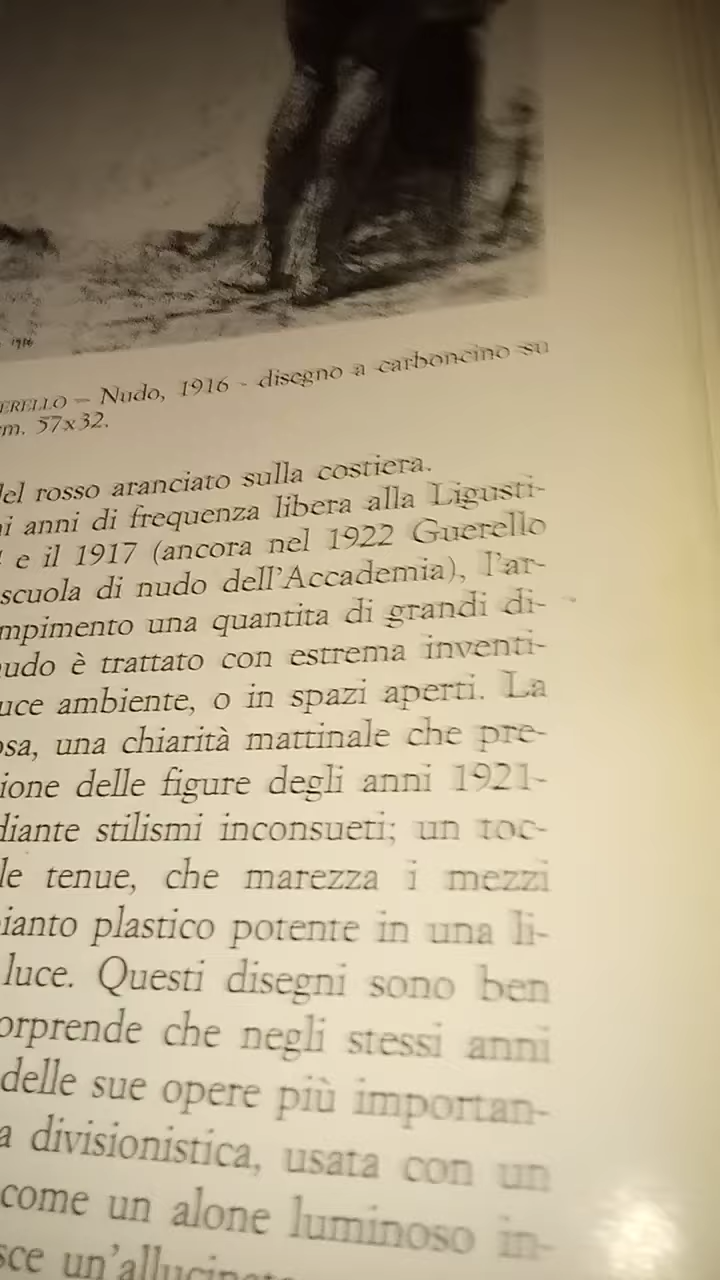 1916
ERELLO – Nudo, 1916 - disegno a carboncino su
m. 57x32.
del rosso aranciato sulla costiera.
i anni di frequenza libera alla Ligusti-
e il 1917 (ancora nel 1922 Guerello
scuola di nudo dell'Accademia), l'ar-
mpimento una quantita di grandi di-
nudo è trattato con estrema inventi-
uce ambiente, o in spazi aperti. La
osa, una chiarità mattinale che pre-
ione delle figure degli anni 1921-
diante stilismi inconsueti; un toc-
le tenue, che marezza i mezzi
ianto plastico potente in una li-
luce. Questi disegni sono ben
orprende che negli stessi anni
delle sue opere più importan-
a divisionistica, usata con un
come un alone luminoso in-
sce un'allucinat